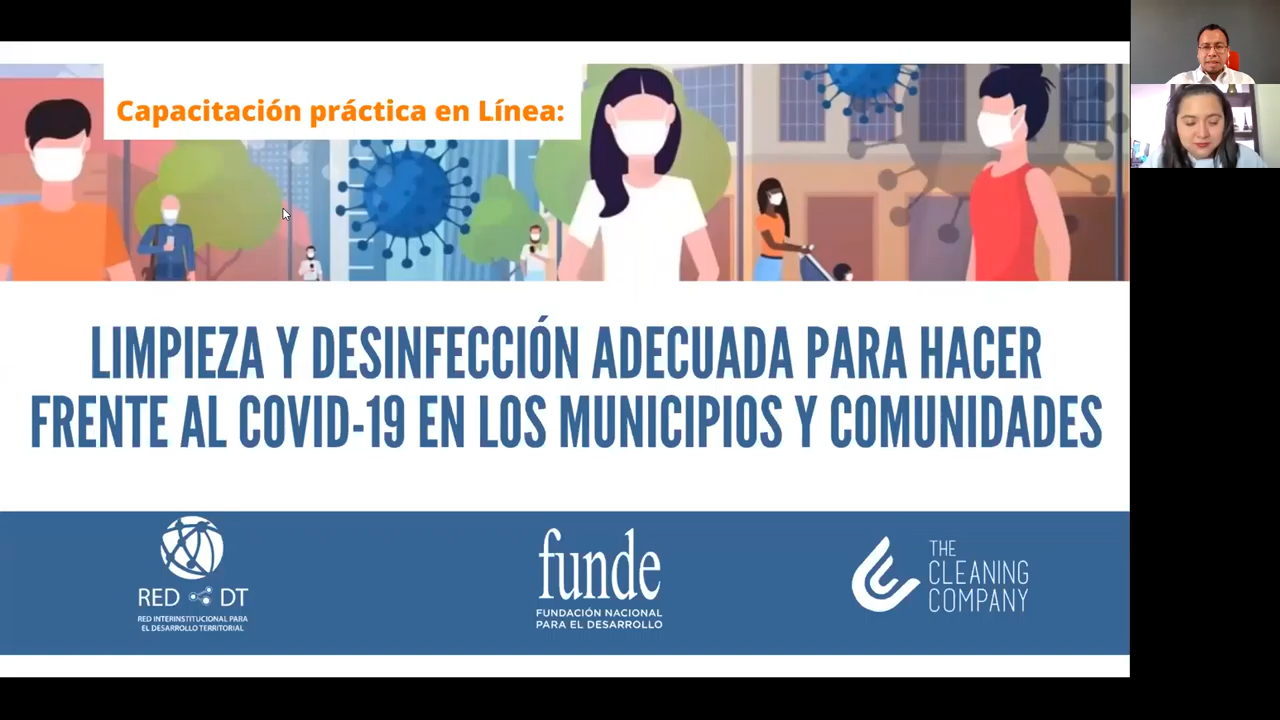 Capacitación práctica en Línea:
LIMPIEZA Y DESINFECCIÓN ADECUADA PARA HACER
FRENTE AL COVID-19 EN LOS MUNICIPIOS Y COMUNIDADES
RED DT
RED INTERINSTITUCIONAL PARA
EL DESARROLLO TERRITORIAL
funde
FUNDACIÓN NACIONAL
PARA EL DESARROLLO
THE
CLEANING
COMPANY